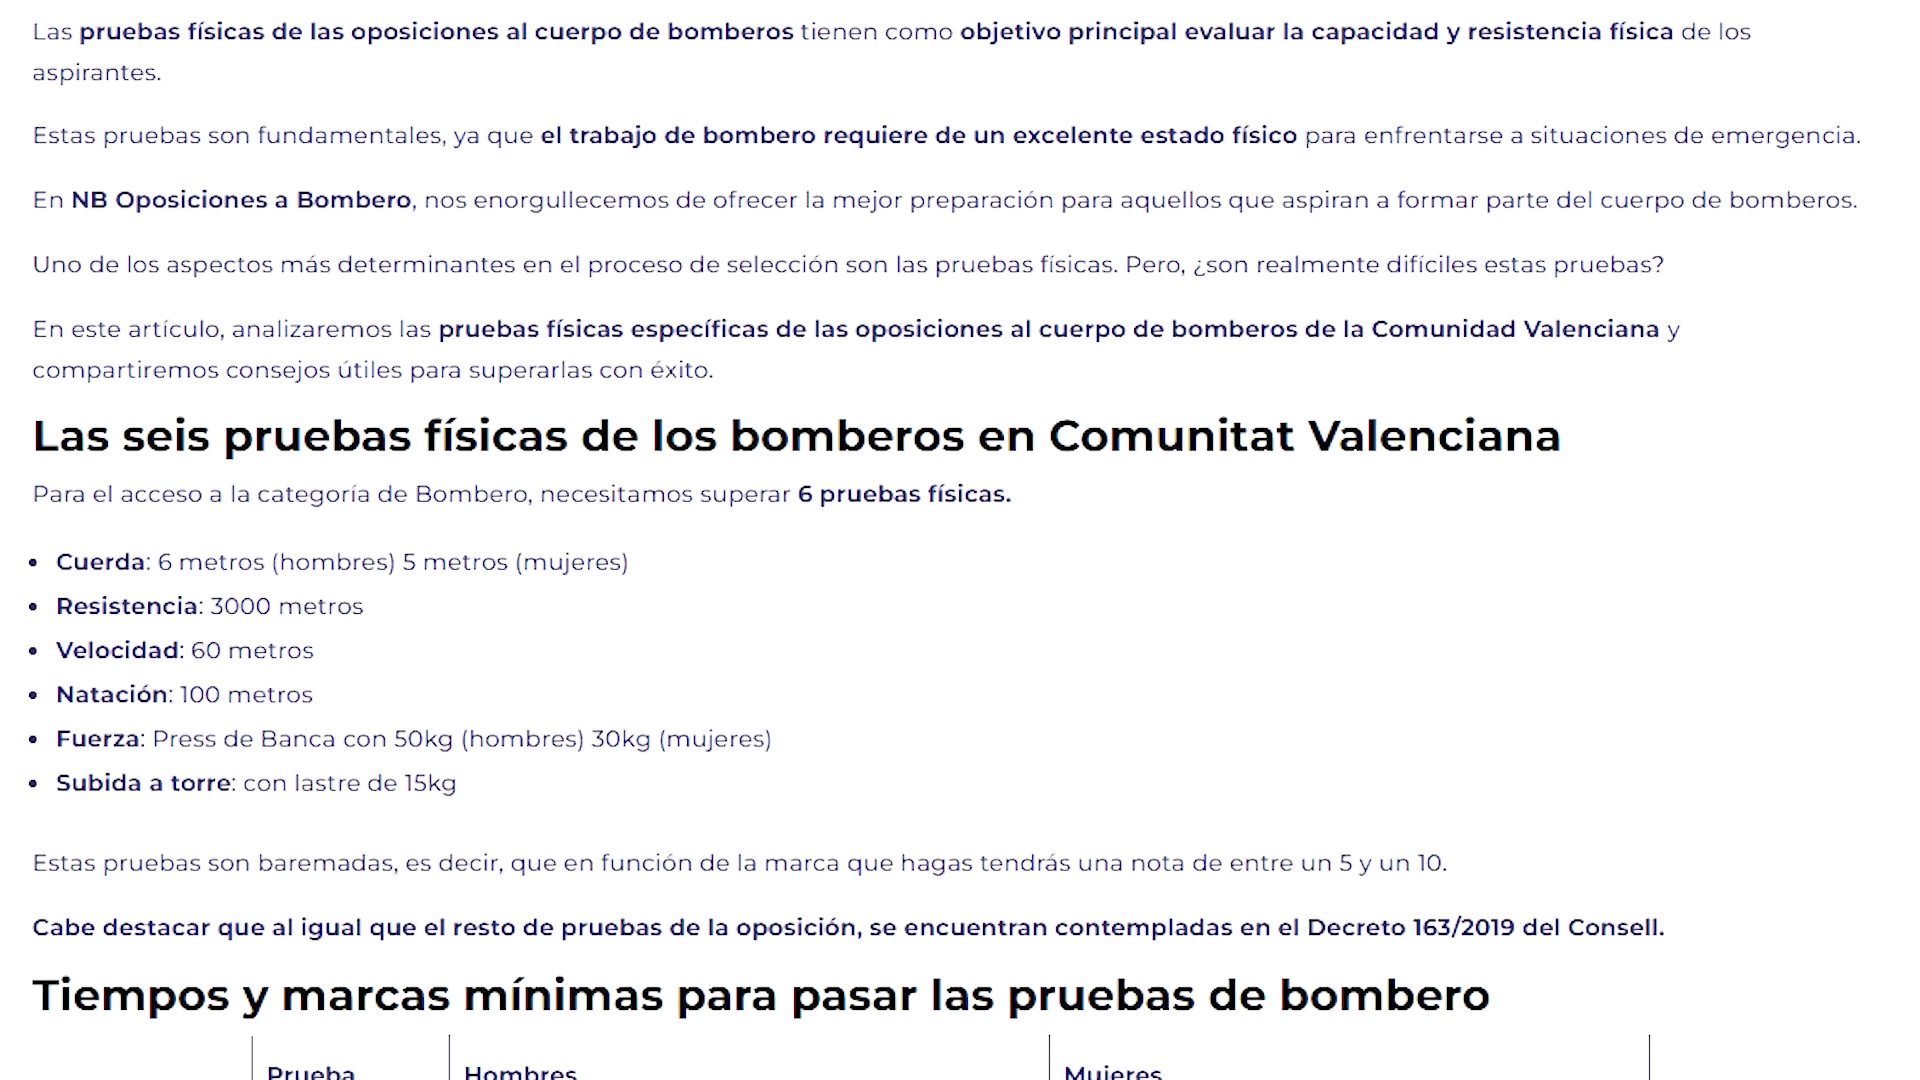 Las pruebas físicas de las oposiciones al cuerpo de bomberos tienen como objetivo principal evaluar la capacidad y resistencia física de los
aspirantes.
Estas pruebas son fundamentales, ya que el trabajo de bombero requiere de un excelente estado físico para enfrentarse a situaciones de emergencia.
En NB Oposiciones a Bombero, nos enorgullecemos de ofrecer la mejor preparación para aquellos que aspiran a formar parte del cuerpo de bomberos.
Uno de los aspectos más determinantes en el proceso de selección son las pruebas físicas. Pero, ¿son realmente difíciles estas pruebas?
En este artículo, analizaremos las pruebas físicas específicas de las oposiciones al cuerpo de bomberos de la Comunidad Valenciana y
compartiremos consejos útiles para superarlas con éxito.
Las seis pruebas físicas de los bomberos en Comunitat Valenciana
Para el acceso a la categoría de Bombero, necesitamos superar 6 pruebas físicas.
• Cuerda: 6 metros (hombres) 5 metros (mujeres)
• Resistencia: 3000 metros
• Velocidad: 60 metros
• Natación: 100 metros
• Fuerza: Press de Banca con 50kg (hombres) 30kg (mujeres)
• Subida a torre: con lastre de 15kg
Estas pruebas son baremadas, es decir, que en función de la marca que hagas tendrás una nota de entre un 5 y un 10.
Cabe destacar que al igual que el resto de pruebas de la oposición, se encuentran contempladas en el Decreto 163/2019 del Consell.
Tiempos y marcas mínimas para pasar las pruebas de bombero
Prueba Hombres Mujeres